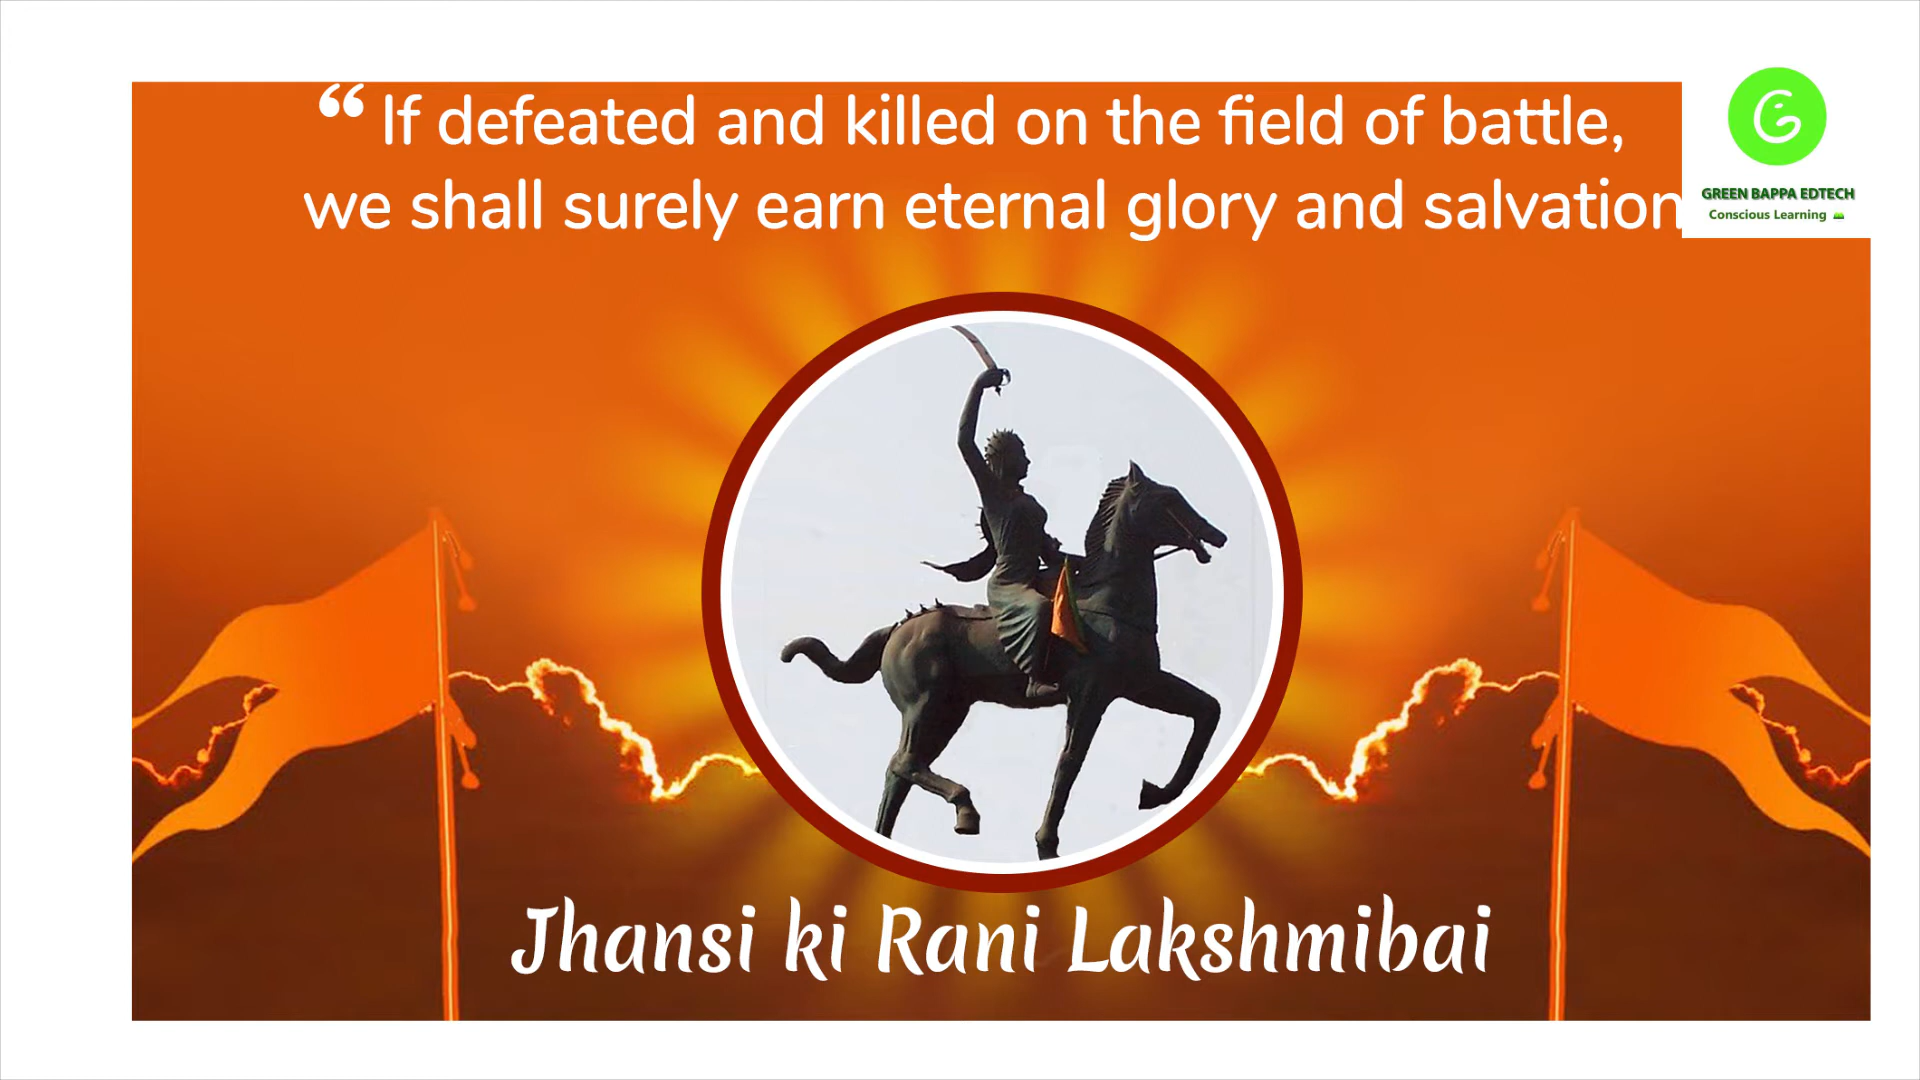 “ If defeated and killed on the field of battle,
we shall surely earn eternal glory and salvation
GREEN BAPPA EDTECH
Conscious Learning
Jhansi ki Rani Lakshmibai